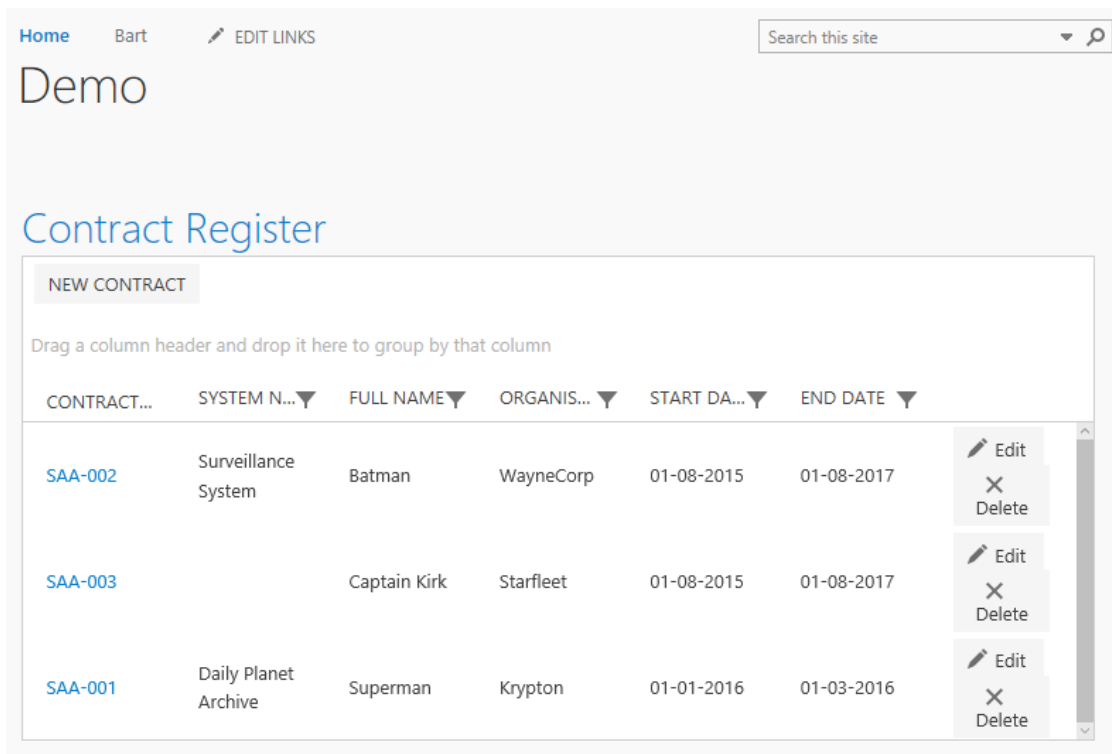 Home Bart EDIT LINKS Search this site
Demo
Contract Register
NEW CONTRACT
Drag a column header and drop it here to group by that column
CONTRACT... SYSTEM N... FULL NAME ORGANIS... START DA... END DATE
Edit
SAA-002 Surveillance System Batman WayneCorp 01-08-2015 01-08-2017
Delete
Edit
SAA-003 Captain Kirk Starfleet 01-08-2015 01-08-2017
Delete
Edit
SAA-001 Daily Planet Archive Superman Krypton 01-01-2016 01-03-2016
Delete